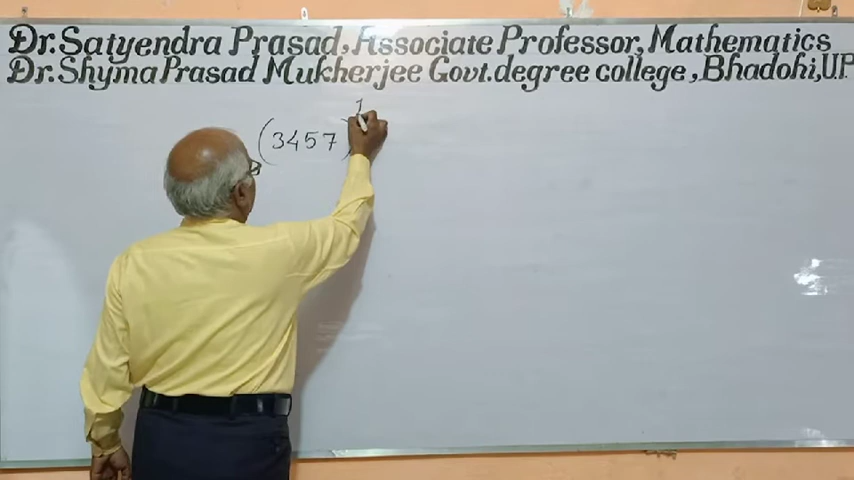 Dr.Satyendra Prasad, Associate Professor, Mathematics
Dr.Shyma Prasad Mukherjee Govt.degree college, Bhadohi,U.P
(3457)